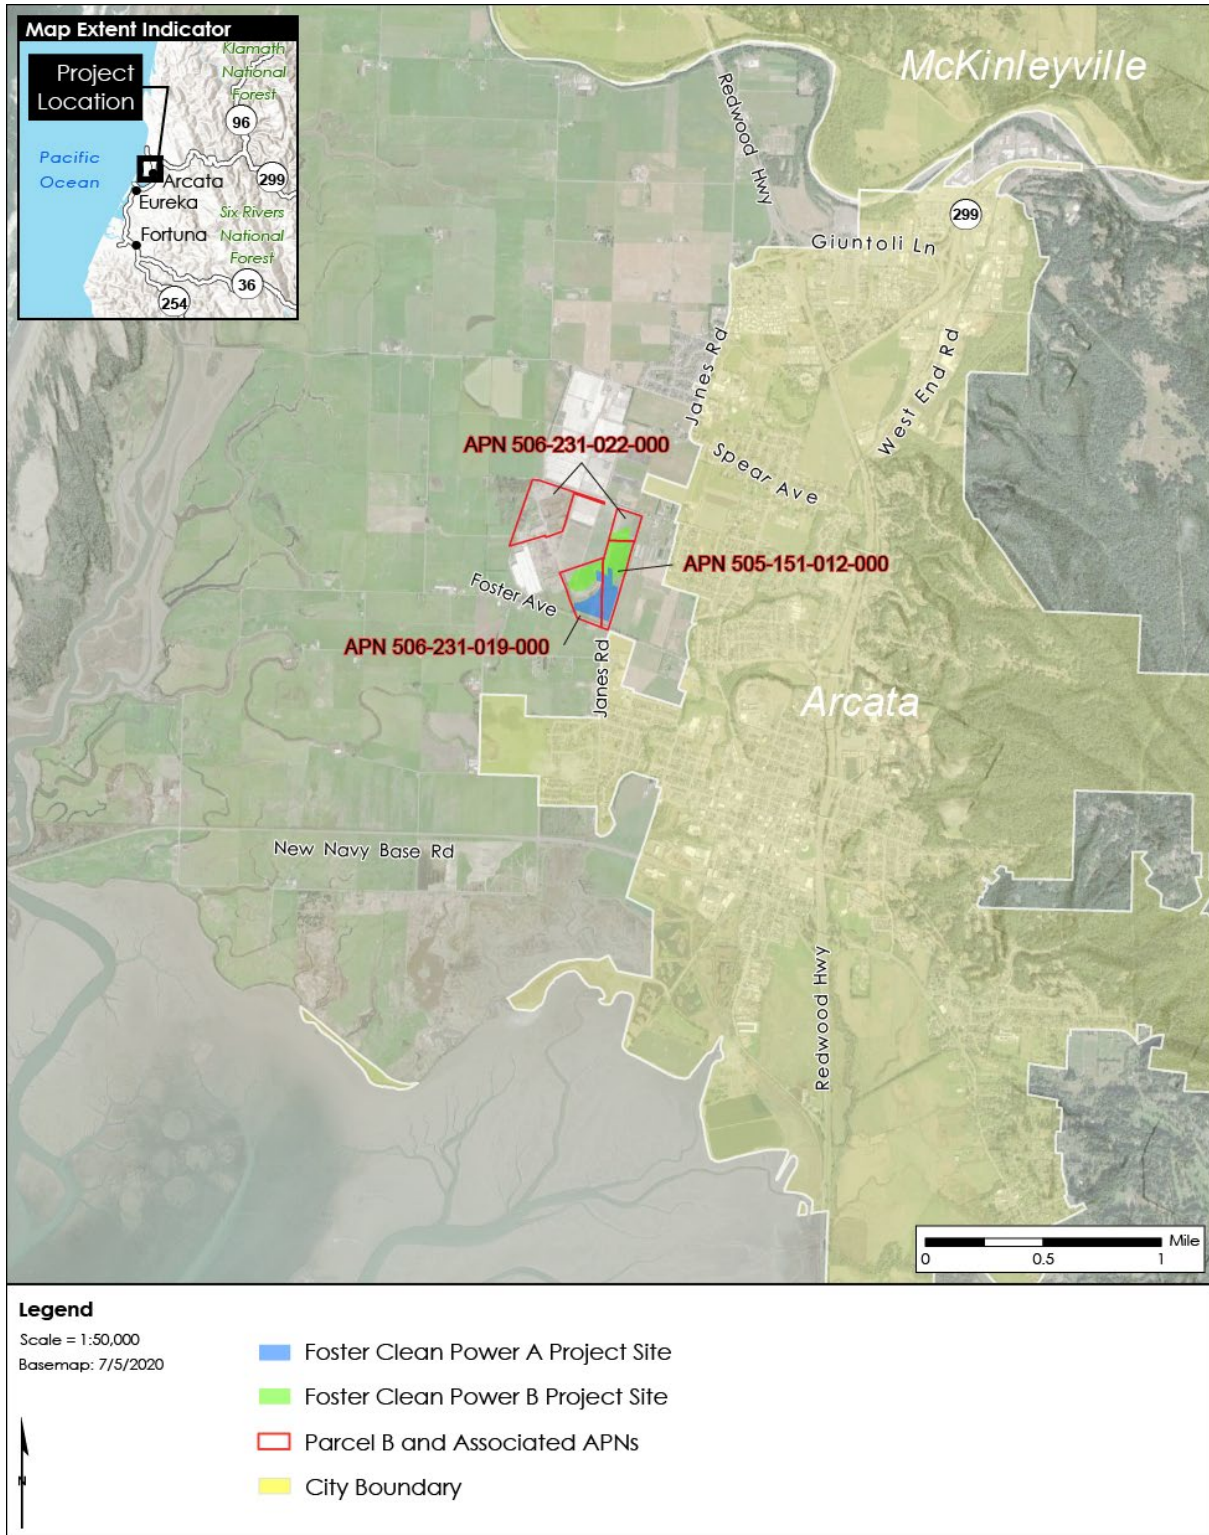 Map Extent Indicator
Klamath
National
Forest
Project
Location
96
Pacific
Ocean
299
Arcata
Eureka
Six Rivers
National
Forest
Fortuna
36
254
McKinleyville
Redwood Hwy
299
Giuntoli Ln
Janes Rd
West End Rd
APN 506-231-022-000
Spear Ave
APN 505-151-012-000
Foster Ave
APN 506-231-019-000
Janes Rd
Arcata
New Navy Base Rd
Redwood Hwy
Mile
0
0.5
1
Legend
Scale = 1:50,000
Basemap: 7/5/2020
Foster Clean Power A Project Site
Foster Clean Power B Project Site
Parcel B and Associated APNs
City Boundary
N